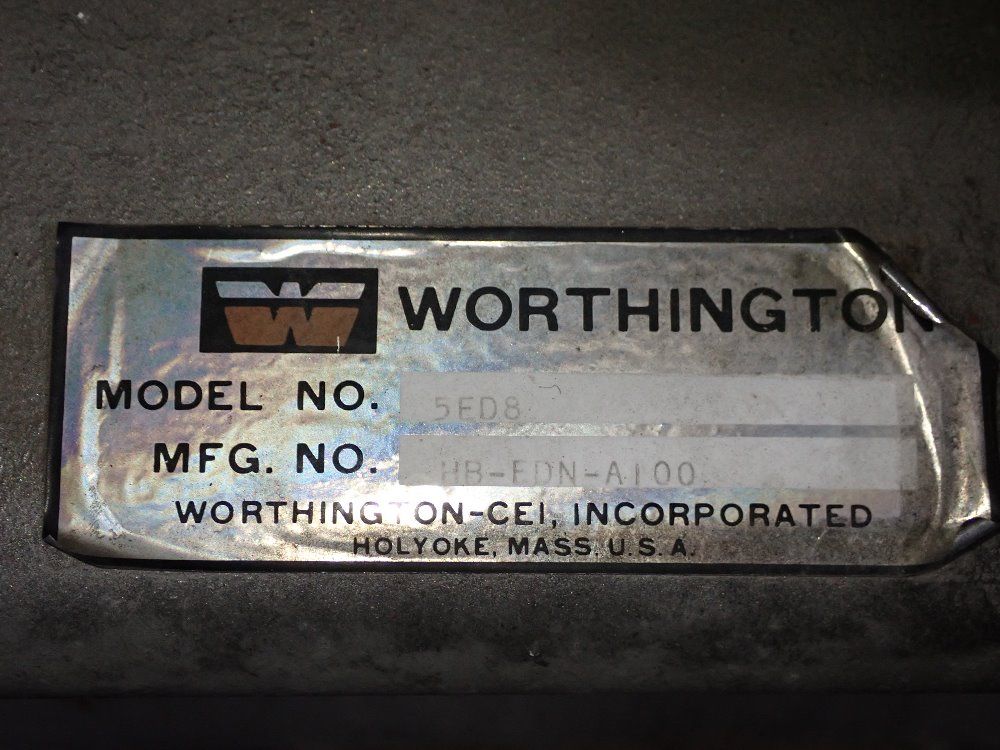 W WORTHINGTON
MODEL NO. 5ED8
MFG. NO. HB-EDN-A100
WORTHINGTON-CEI, INCORPORATED
HOLYOKE, MASS. U.S.A.